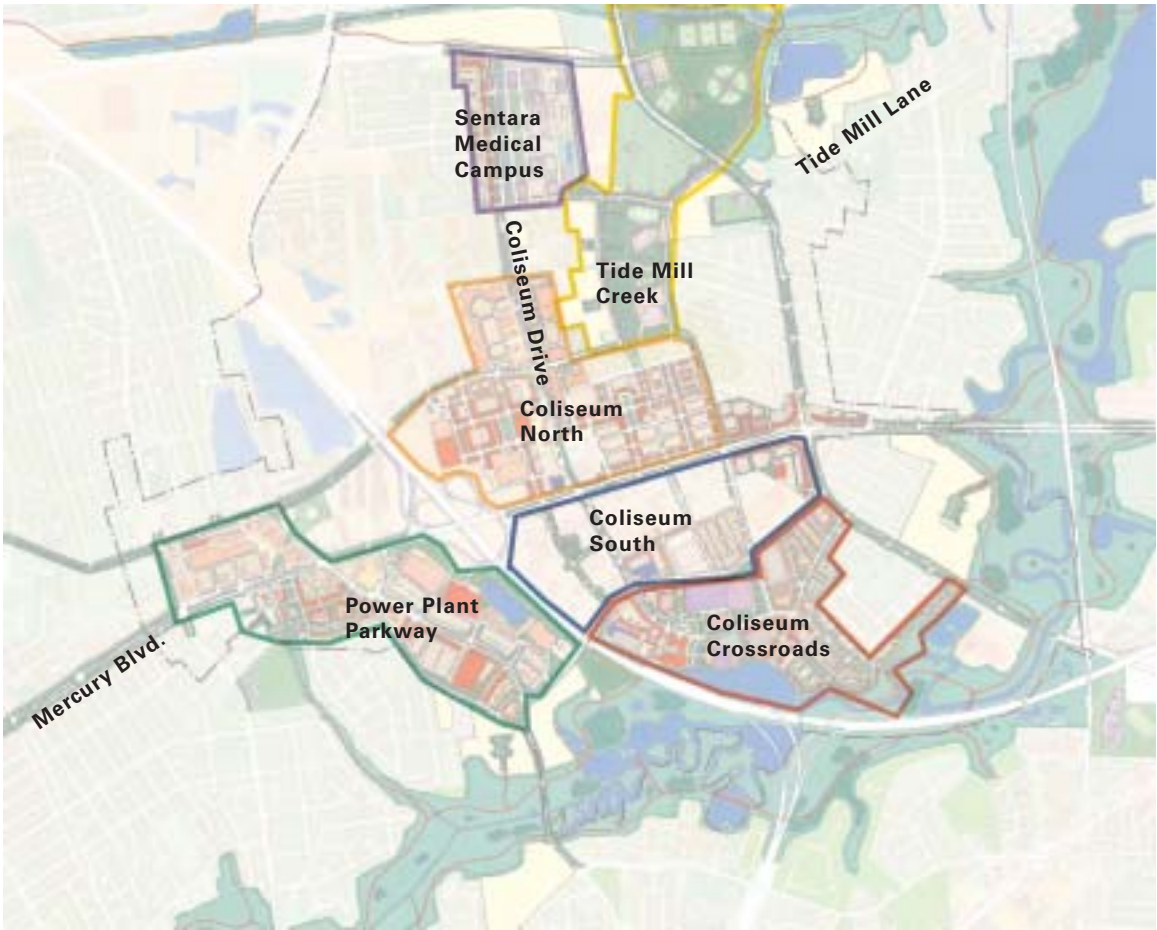 Sentara
Medical
Campus
Tide Mill Lane
Coliseum Drive
Tide Mill
Creek
Coliseum
North
Coliseum
South
Power Plant
Parkway
Coliseum
Crossroads
Mercury Blvd.